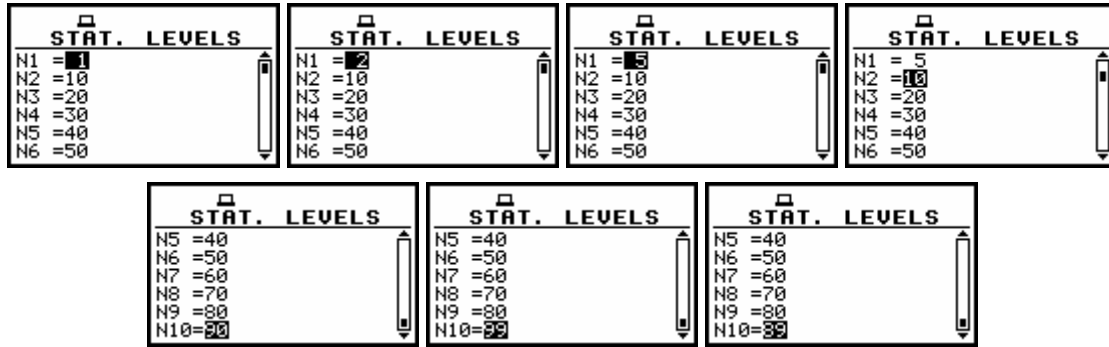 STAT. LEVELS
N1 = 1
N2 =10
N3 =20
N4 =30
N5 =40
N6 =50
STAT. LEVELS
N1 = 2
N2 =10
N3 =20
N4 =30
N5 =40
N6 =50
STAT. LEVELS
N1 = 5
N2 =10
N3 =20
N4 =30
N5 =40
N6 =50
STAT. LEVELS
N1 = 5
N2 =10
N3 =20
N4 =30
N5 =40
N6 =50
STAT. LEVELS
N5 =40
N6 =50
N7 =60
N8 =70
N9 =80
N10=90
STAT. LEVELS
N5 =40
N6 =50
N7 =60
N8 =70
N9 =80
N10=99
STAT. LEVELS
N5 =40
N6 =50
N7 =60
N8 =70
N9 =80
N10=89